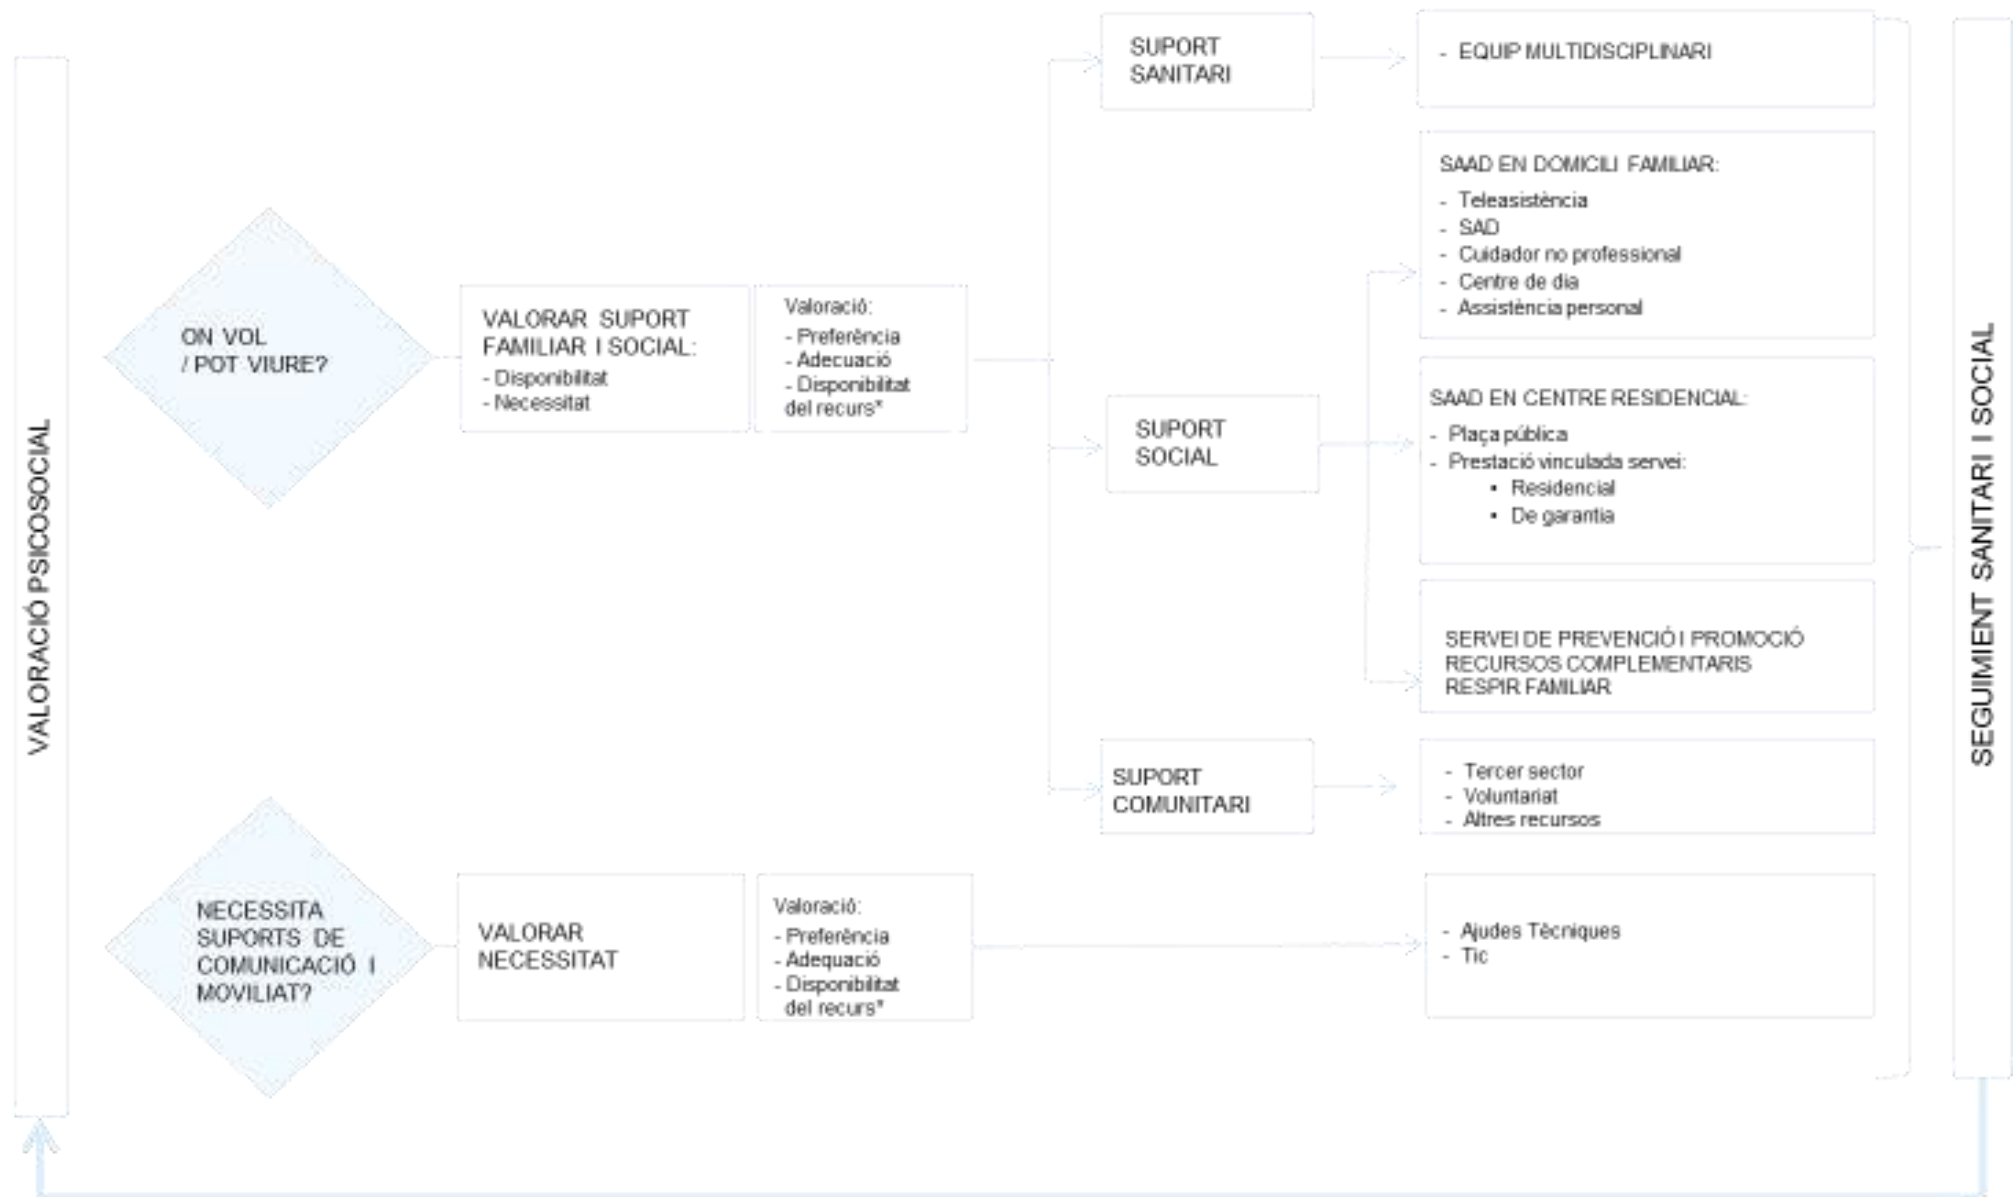 VALORACIÓ PSICOSOCIAL
ON VOL
/ POT VIURE?
VALORAR SUPORT
FAMILIAR I SOCIAL:
- Disponibilitat
- Necessitat
Valoració:
- Preferència
- Adecuació
- Disponibilitat
del recurs*
SUPORT
SANITARI
- EQUIP MULTIDISCIPLINARI
SUPORT
SOCIAL
SAAD EN DOMICILI FAMILIAR:
- Teleasistència
- SAD
- Cuidador no professional
- Centre de dia
- Assistència personal
SAAD EN CENTRE RESIDENCIAL:
- Plaça pública
- Prestació vinculada servei:
▪ Residencial
▪ De garantia
SERVEI DE PREVENCIÓ I PROMOCIÓ
RECURSOS COMPLEMENTARIS
RESPIR FAMILIAR
SUPORT
COMUNITARI
- Tercer sector
- Voluntariat
- Altres recursos
NECESSITA
SUPORTS DE
COMUNICACIÓ I
MOVILIAT?
VALORAR
NECESSITAT
Valoració:
- Preferència
- Adequació
- Disponibilitat
del recurs*
- Ajudes Tècniques
- Tic
SEGUIMIENT SANITARI I SOCIAL